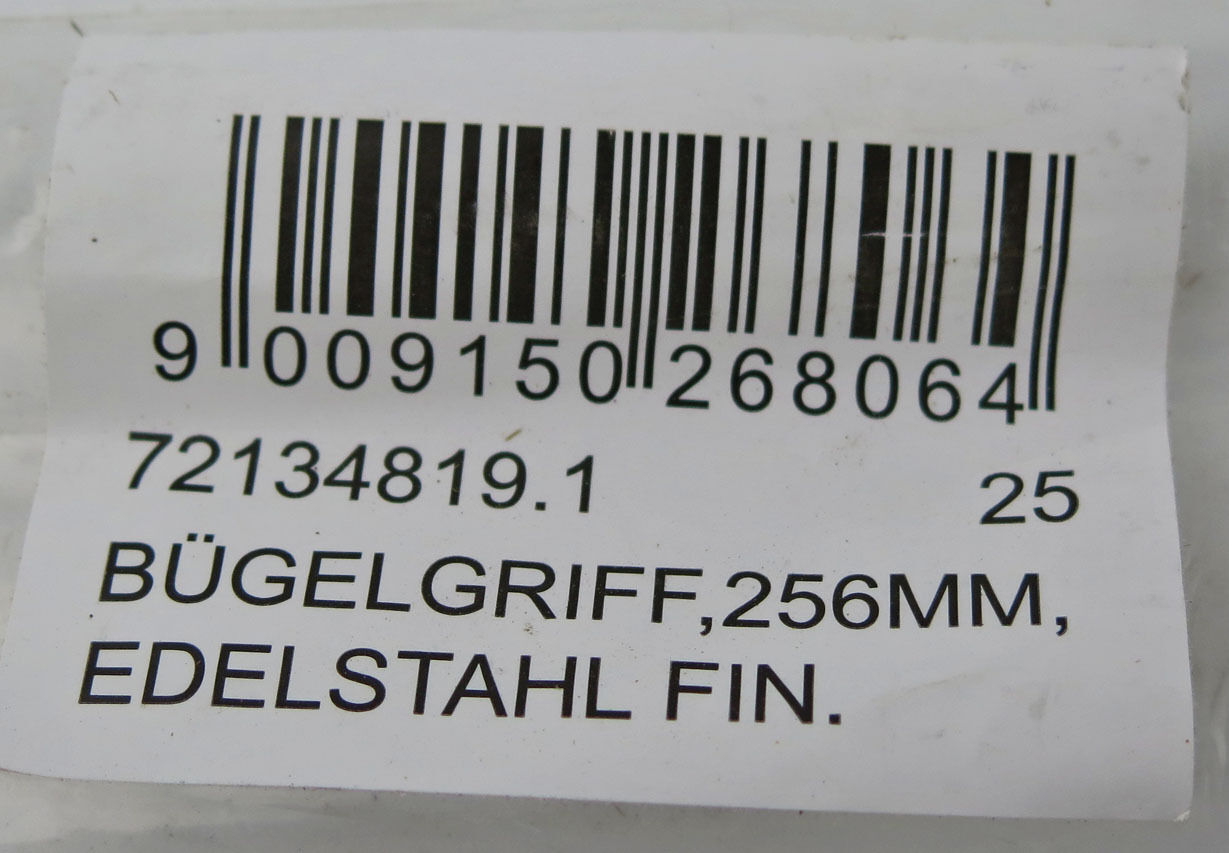 9 009150 268064
72134819.1 25
BÜGELGRIFF,256MM,
EDELSTAHL FIN.